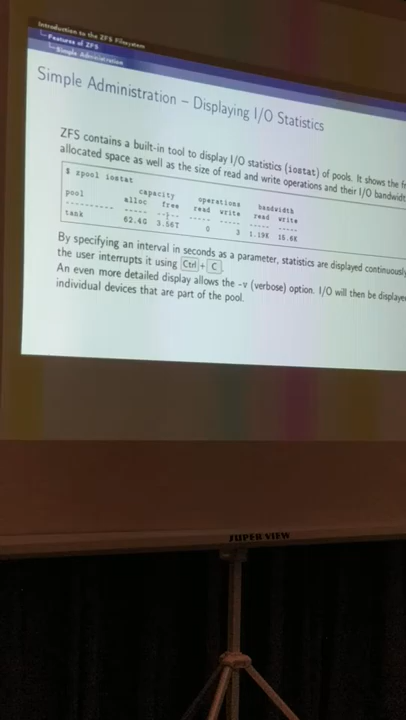 Introduction to the ZFS Filesystem
Features of ZFS
Simple Administration
Simple Administration – Displaying I/O Statistics
ZFS contains a built-in tool to display I/O statistics (iostat) of pools. It shows the
allocated space as well as the size of read and write operations and their I/O
$ zpool iostat
capacity operations bandwidth
pool alloc free read write read write
---------- ----- ----- ----- ----- ----- -----
tank 62.4G 3.56T 0 3 1.19K 15.6K
By specifying an interval in seconds as a parameter, statistics are displayed continuously
the user interrupts it using Ctrl + C.
An even more detailed display allows the -v (verbose) option. I/O will then be
individual devices that are part of the pool.
SUPER VIEW